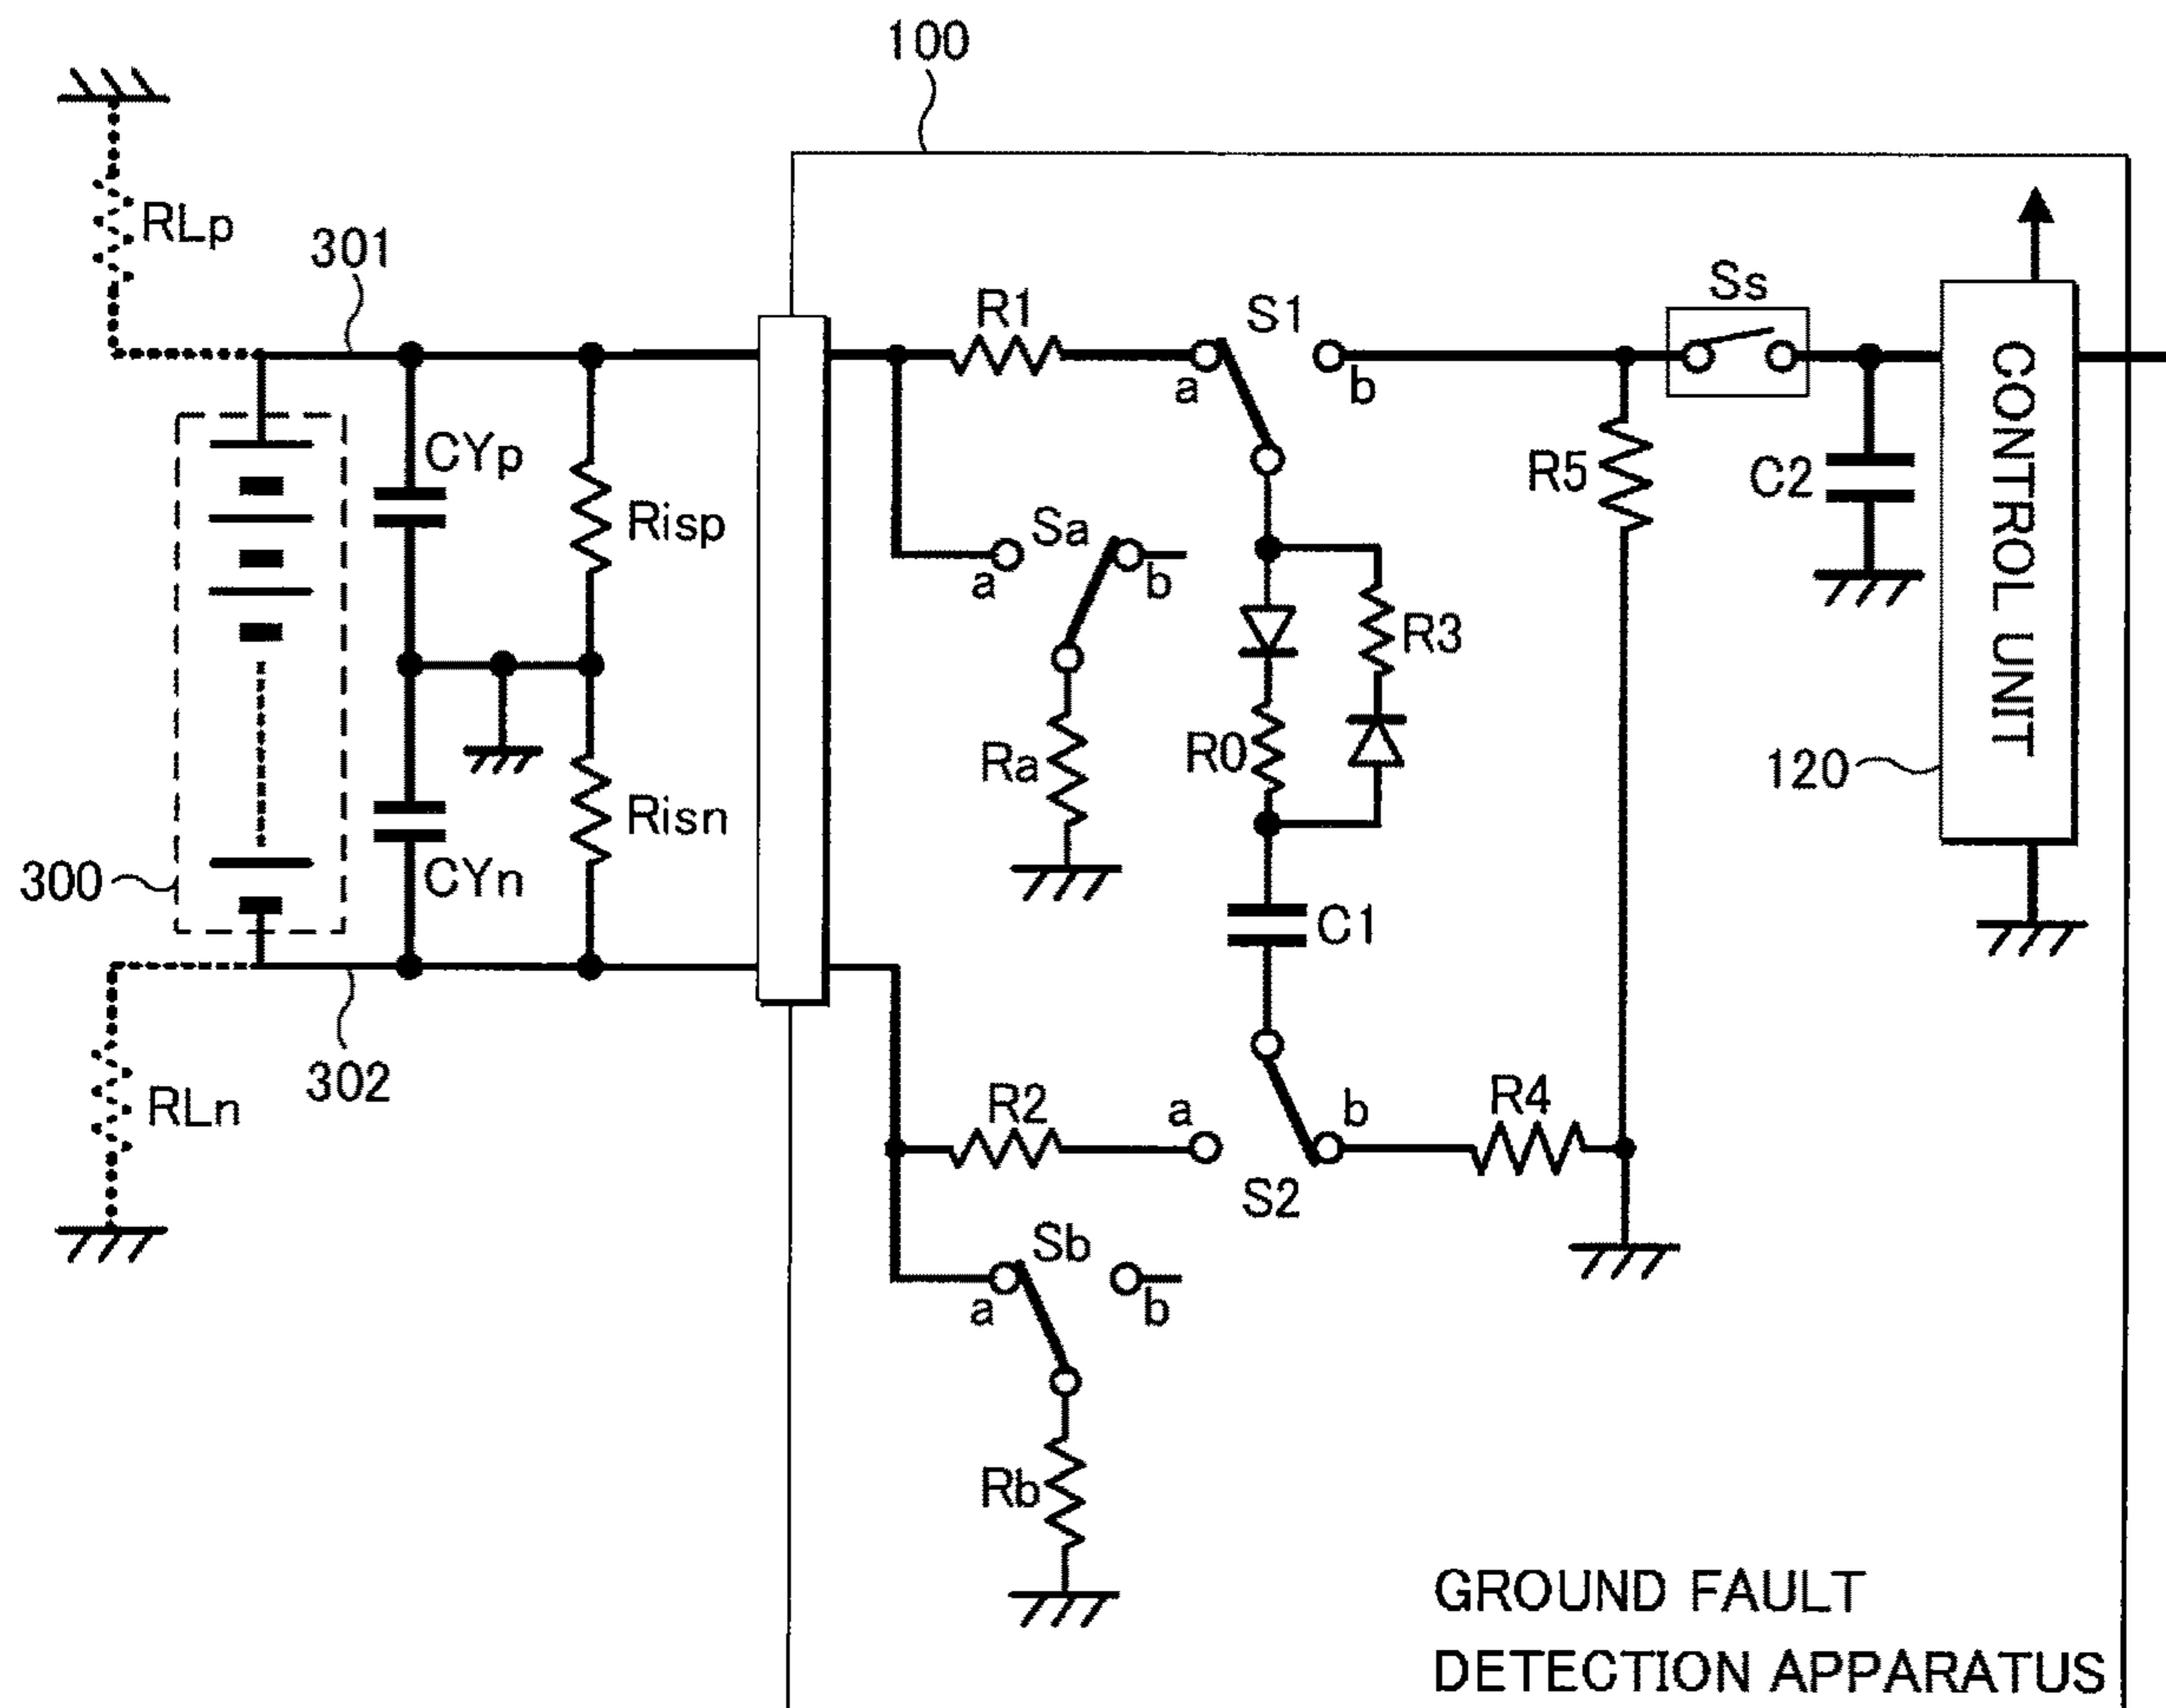 100
RLp
301
R1
S1
Ss
a
b
CYp
Risp
Sa
a
b
R5
C2
CONTROL UNIT
R3
Ra
R0
120
Risn
CYn
300
C1
302
RLn
R2
a
b
R4
S2
Sb
a
b
Rb
GROUND FAULT
DETECTION APPARATUS